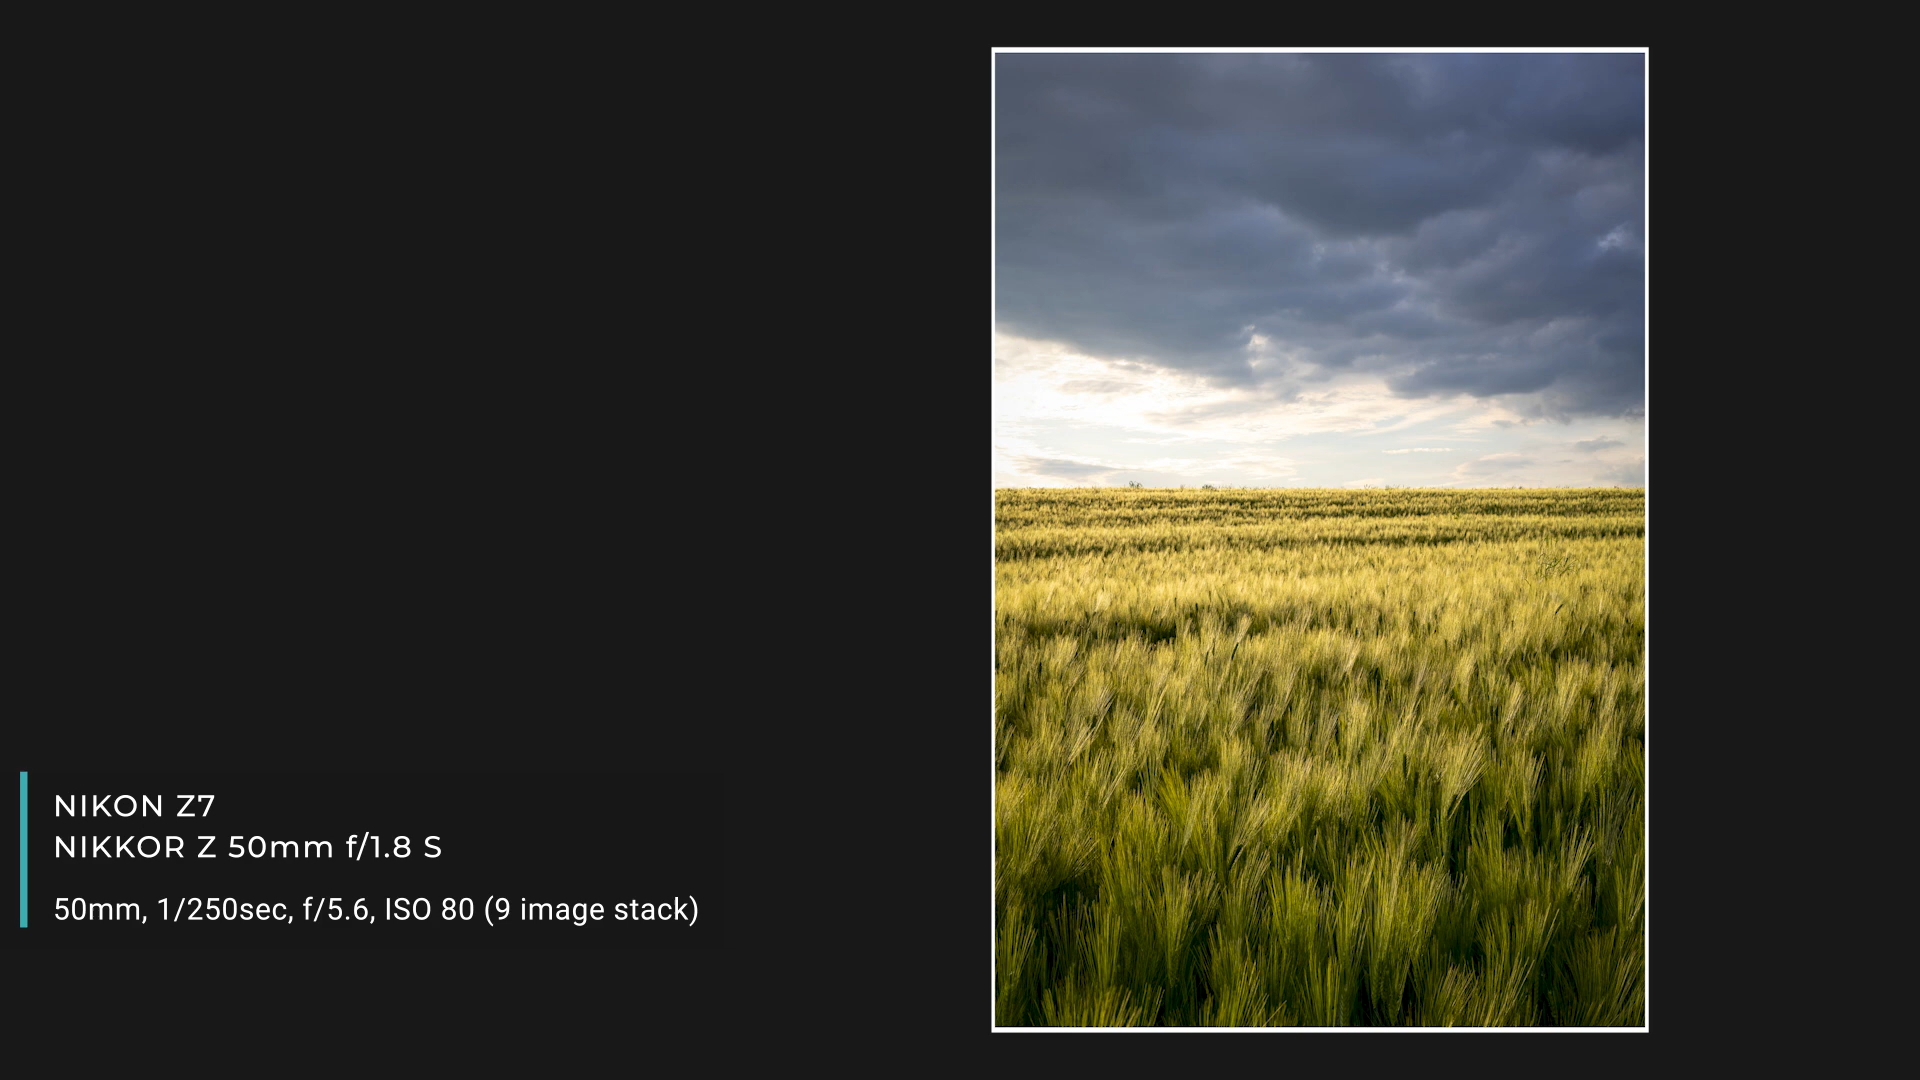 NIKON Z7
NIKKOR Z 50mm f/1.8 S
50mm, 1/250sec, f/5.6, ISO 80 (9 image stack)